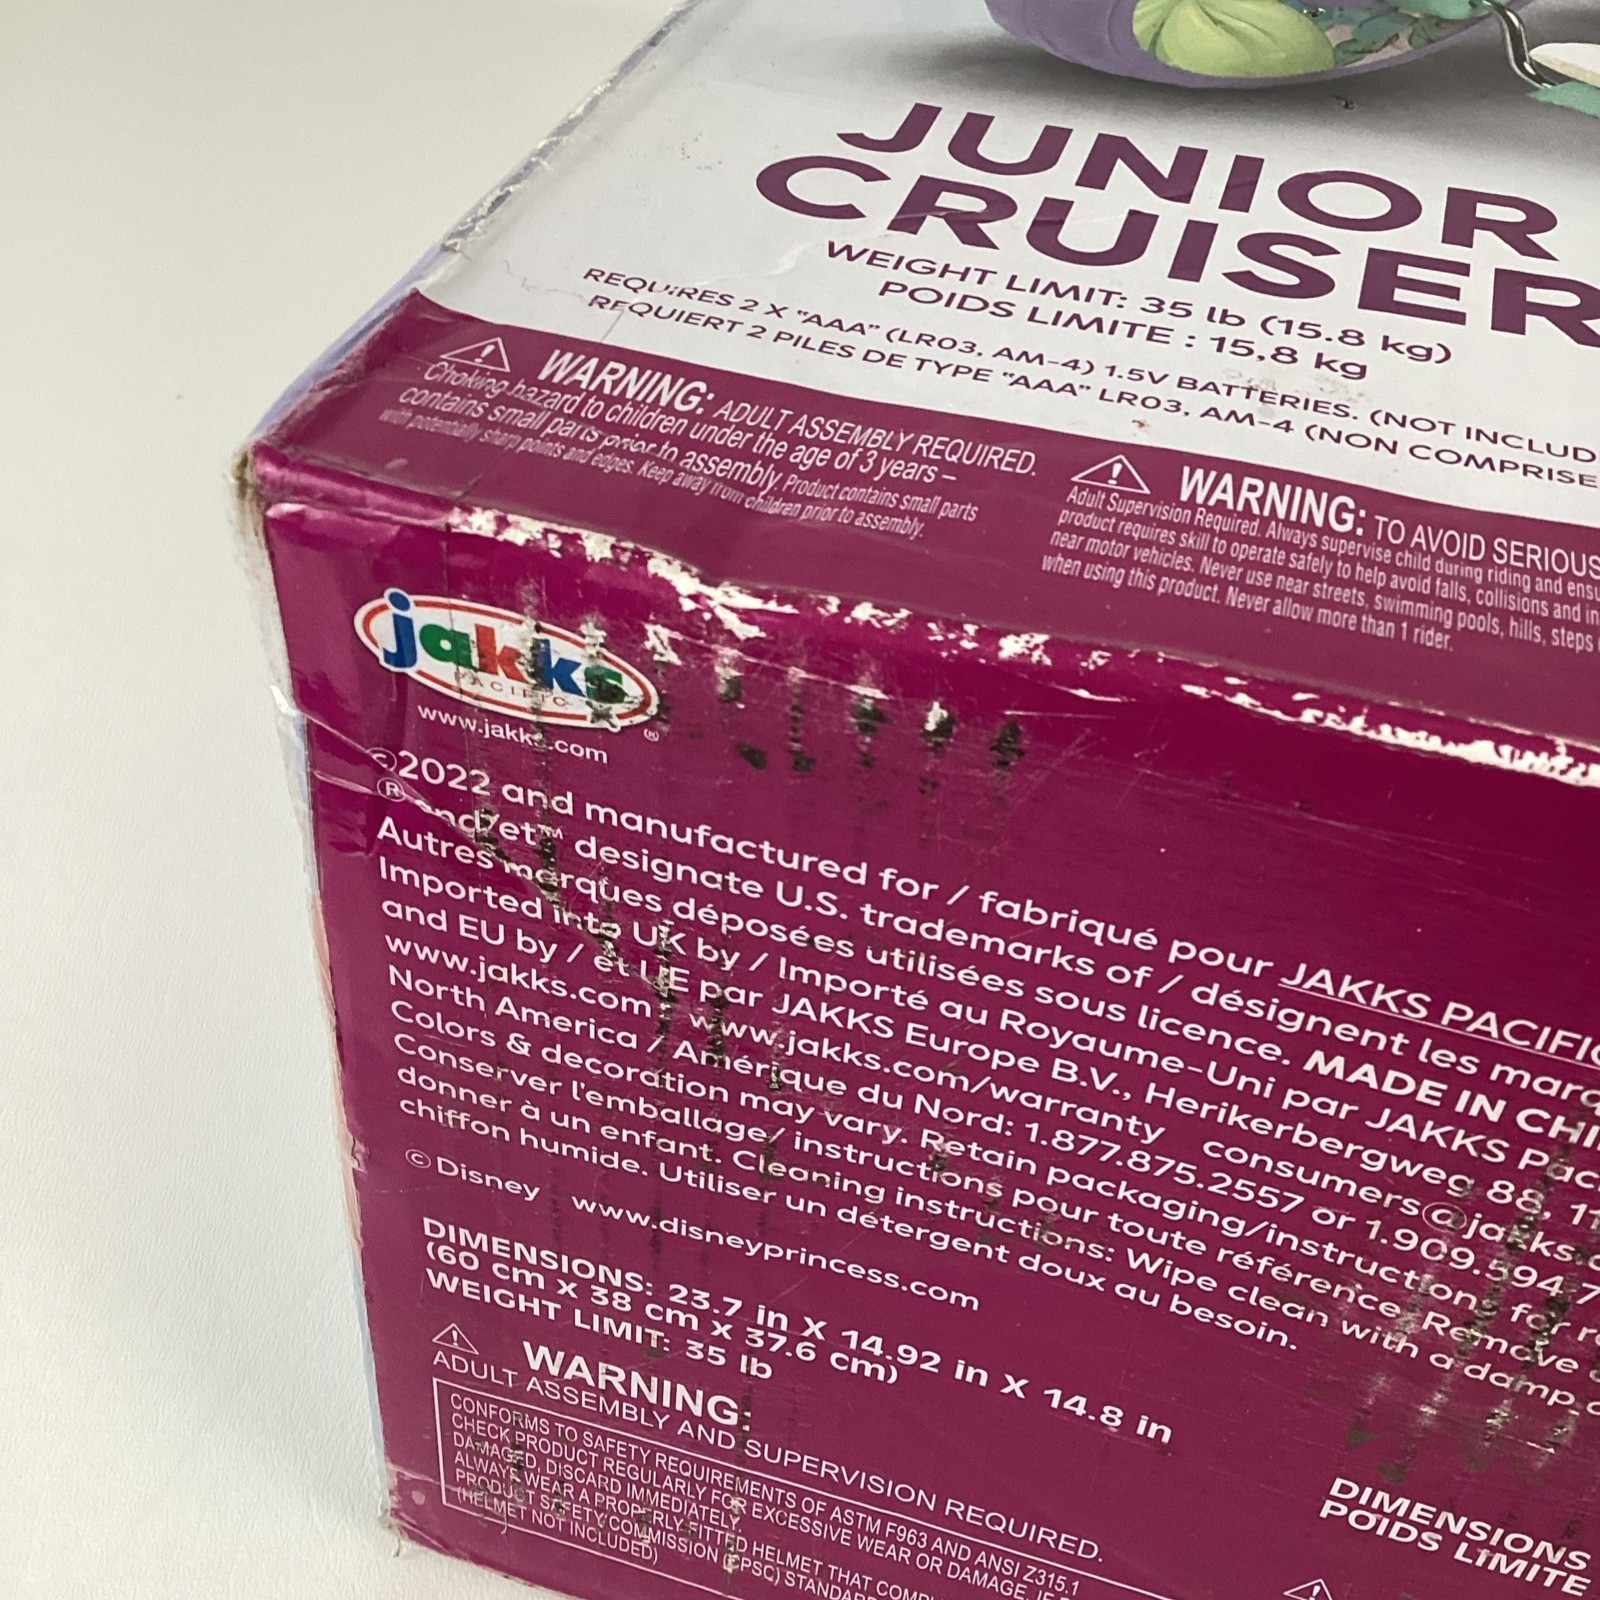 JUNIOR
CRUISER
WEIGHT LIMIT: 35 lb (15.8 kg)
POIDS LIMITE : 15,8 kg
REQUIRES 2 X "AAA" (LR03, AM-4) 1.5V BATTERIES. (NOT INCLUD
REQUIERT 2 PILES DE TYPE "AAA" LR03, AM-4 (NON COMPRISE
WARNING: ADULT ASSEMBLY REQUIRED.
Choking hazard to children under the age of 3 years –
contains small parts prior to assembly. Product contains small parts
with potentially sharp points and edges. Keep away from children prior to assembly.
WARNING: TO AVOID SERIOUS
Adult Supervision Required. Always supervise child during riding and ensu
product requires skill to operate safely to help avoid falls, collisions and in
near motor vehicles. Never use near streets, swimming pools, hills, steps
when using this product. Never allow more than 1 rider.
jakks
PACIFIC
®
www.jakks.com
©2022 and manufactured for / fabriqué pour JAKKS PACIFIC
® and/et™ designate U.S. trademarks of / désignent les marq
Autres marques déposées utilisées sous licence. MADE IN CHI
Imported into UK by / Importé au Royaume-Uni par JAKKS Paci
and EU by / et UE par JAKKS Europe B.V., Herikerbergweg 88, 11
www.jakks.com www.jakks.com/warranty consumers@jakks.
North America / Amérique du Nord: 1.877.875.2557 or 1.909.594.7
Colors & decoration may vary. Retain packaging/instructions for r
Conserver l'emballage/ instructions pour toute référence. Remove
donner à un enfant. Cleaning instructions: Wipe clean with a damp
chiffon humide. Utiliser un détergent doux au besoin.
© Disney www.disneyprincess.com
DIMENSIONS: 23.7 in X 14.92 in X 14.8 in
(60 cm X 38 cm X 37.6 cm)
WEIGHT LIMIT: 35 lb
WARNING:
ADULT ASSEMBLY AND SUPERVISION REQUIRED.
CONFORMS TO SAFETY REQUIREMENTS OF ASTM F963 AND ANSI Z315.1
CHECK PRODUCT REGULARLY FOR EXCESSIVE WEAR OR DAMAGE. IF
DAMAGED, DISCARD IMMEDIATELY.
ALWAYS WEAR A PROPERLY FITTED HELMET THAT COMPL
PRODUCT SAFETY COMMISSION (CPSC) STANDARD
(HELMET NOT INCLUDED)
DIMENSIONS
POIDS LIMITE